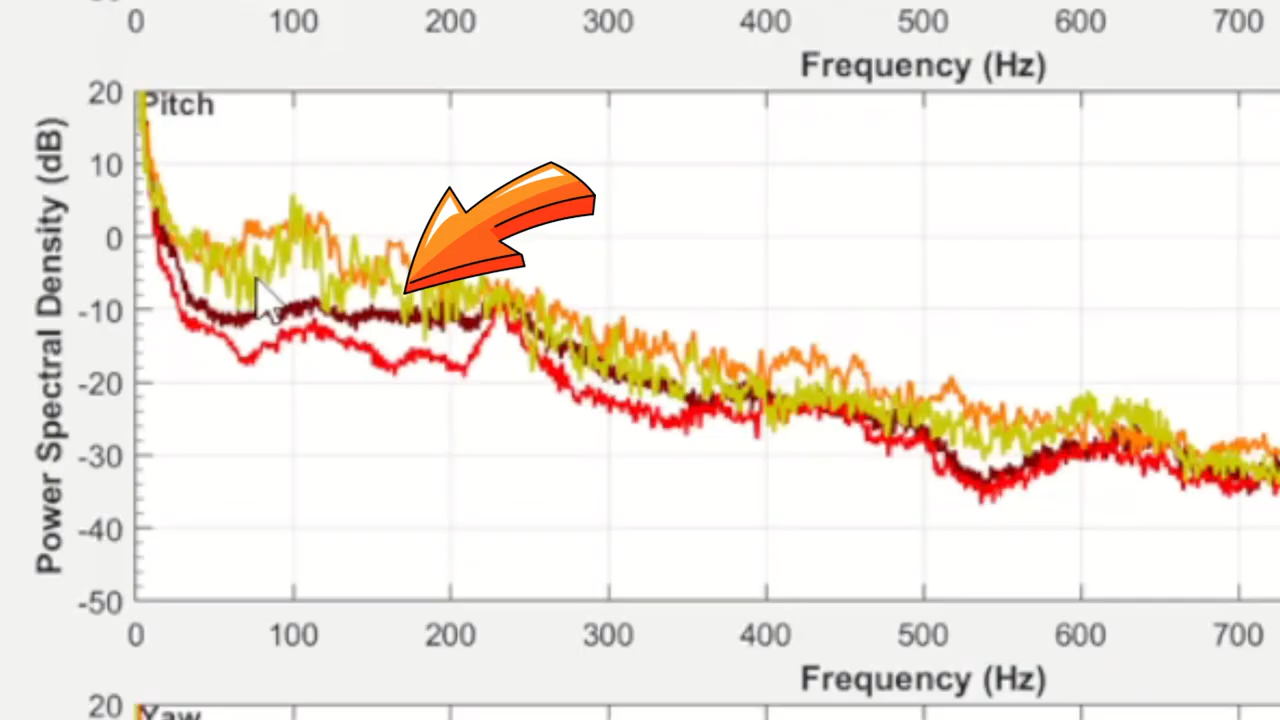 0 100 200 300 400 500 600 700
Frequency (Hz)
Pitch
20
10
0
-10
-20
-30
-40
-50
Power Spectral Density (dB)
0 100 200 300 400 500 600 700
Frequency (Hz)
20
Yaw